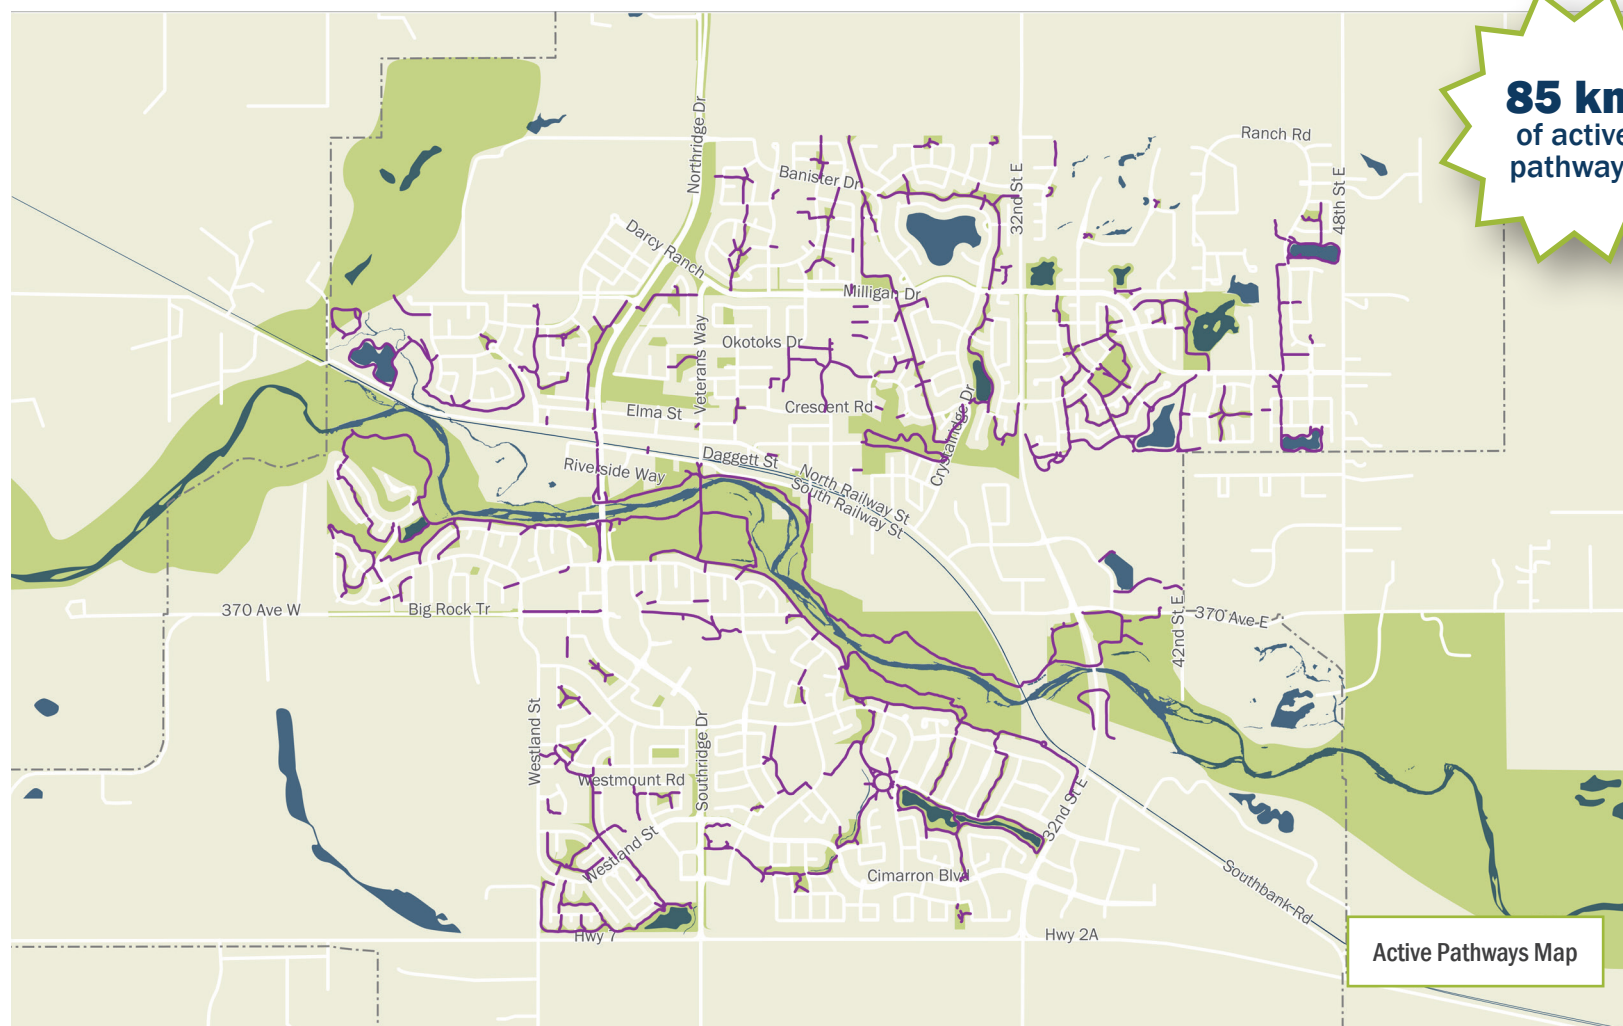 85 km
of active
pathway
Ranch Rd
Northridge Dr
Banister Dr
32nd St E
48th St E
Darcy Ranch
Milligan Dr
Okotoks Dr
Veterans Way
Elma St
Crescent Rd
Crystalridge Dr
Daggett St
Riverside Way
North Railway St
South Railway St
370 Ave W
Big Rock Tr
42nd St E
370 Ave E
Westland St
Southridge Dr
Westmount Rd
32nd St E
Westland St
Cimarron Blvd
Southbank Rd
Hwy 7
Hwy 2A
Active Pathways Map